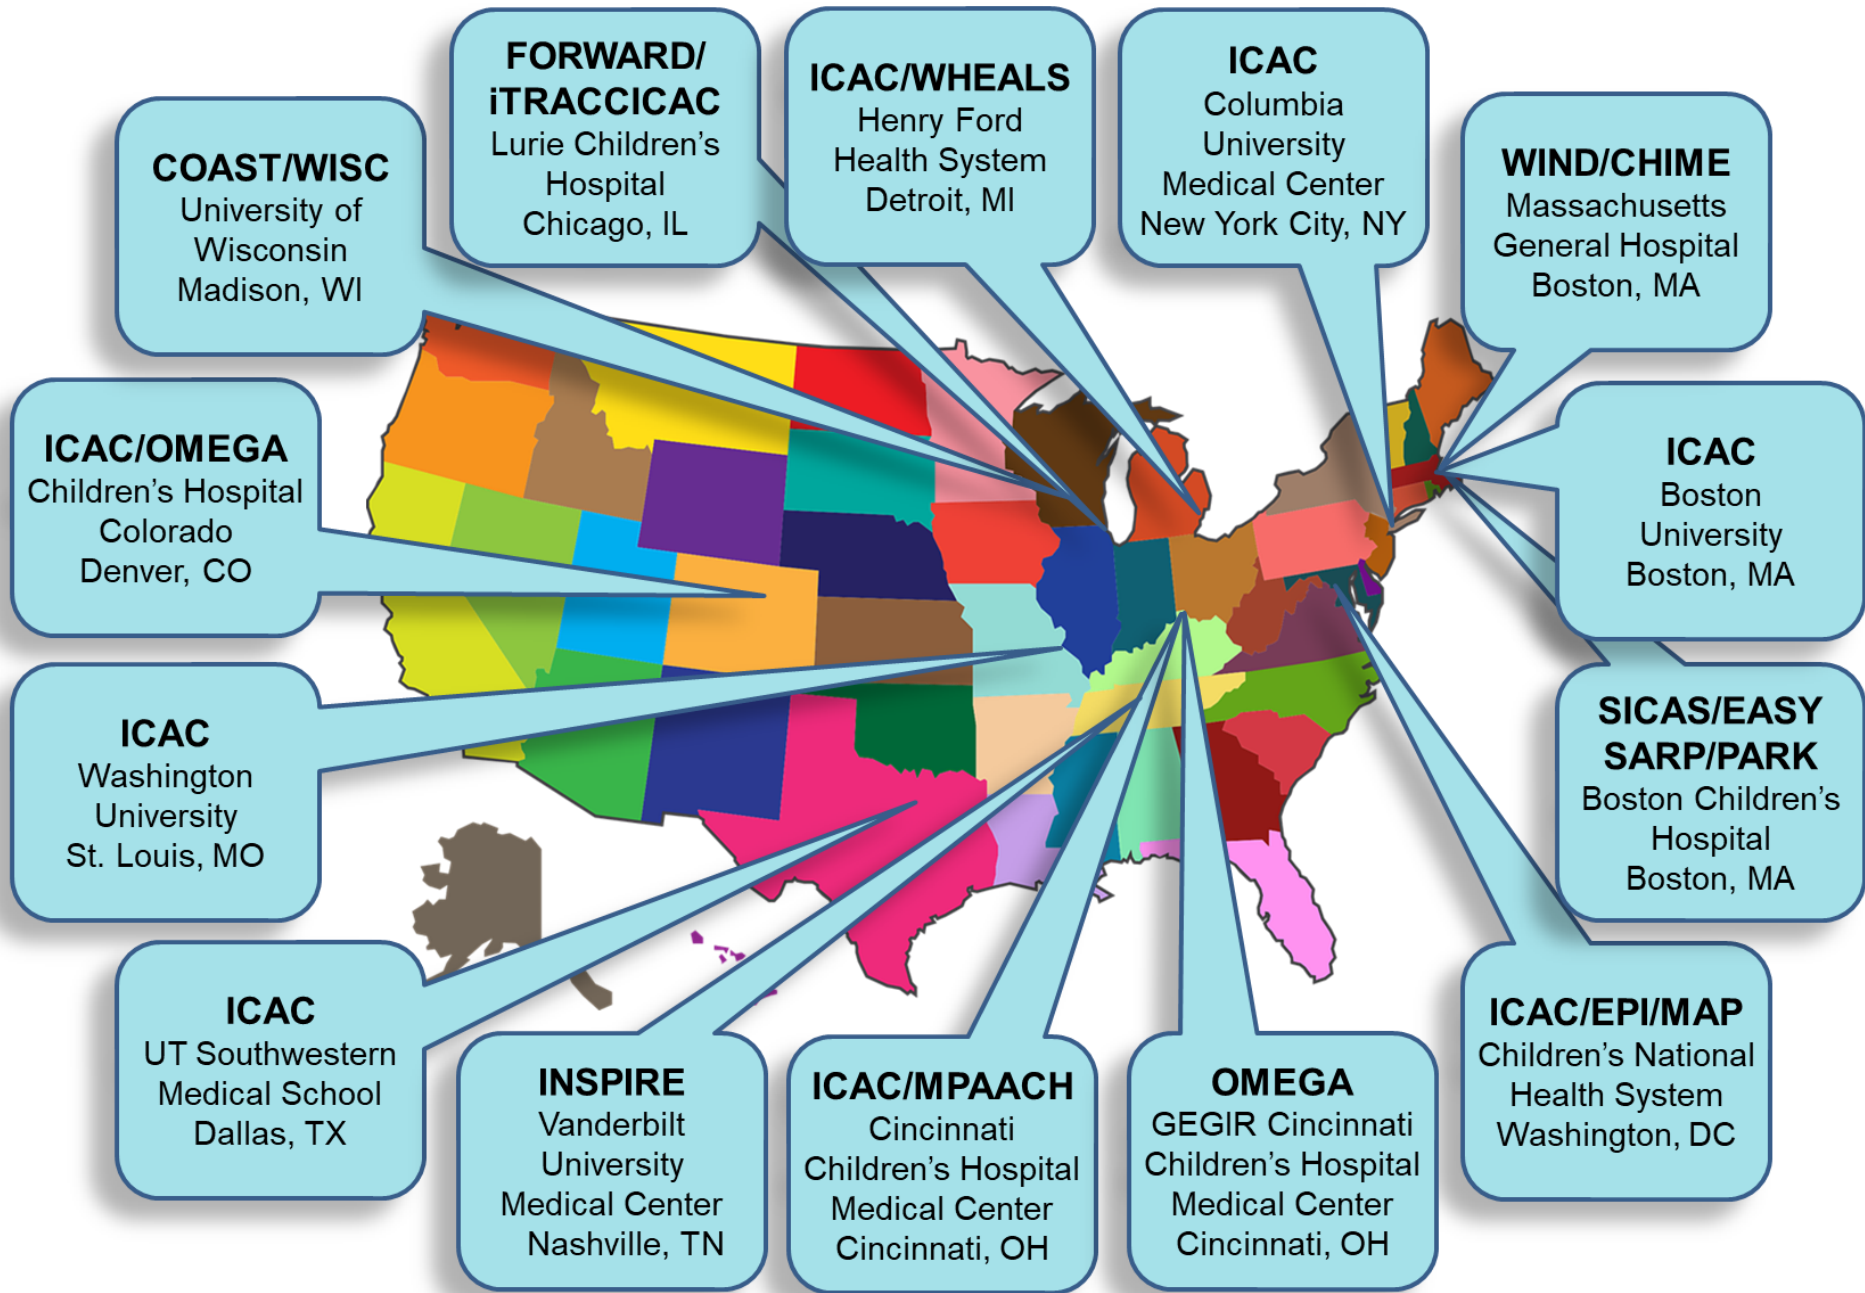 FORWARD/
iTRACCICAC
Lurie Children's
Hospital
Chicago, IL
ICAC/WHEALS
Henry Ford
Health System
Detroit, MI
ICAC
Columbia
University
Medical Center
New York City, NY
COAST/WISC
University of
Wisconsin
Madison, WI
WIND/CHIME
Massachusetts
General Hospital
Boston, MA
ICAC/OMEGA
Children's Hospital
Colorado
Denver, CO
ICAC
Boston
University
Boston, MA
ICAC
Washington
University
St. Louis, MO
SICAS/EASY
SARP/PARK
Boston Children's
Hospital
Boston, MA
ICAC
UT Southwestern
Medical School
Dallas, TX
INSPIRE
Vanderbilt
University
Medical Center
Nashville, TN
ICAC/MPAACH
Cincinnati
Children's Hospital
Medical Center
Cincinnati, OH
OMEGA
GEGIR Cincinnati
Children's Hospital
Medical Center
Cincinnati, OH
ICAC/EPI/MAP
Children's National
Health System
Washington, DC